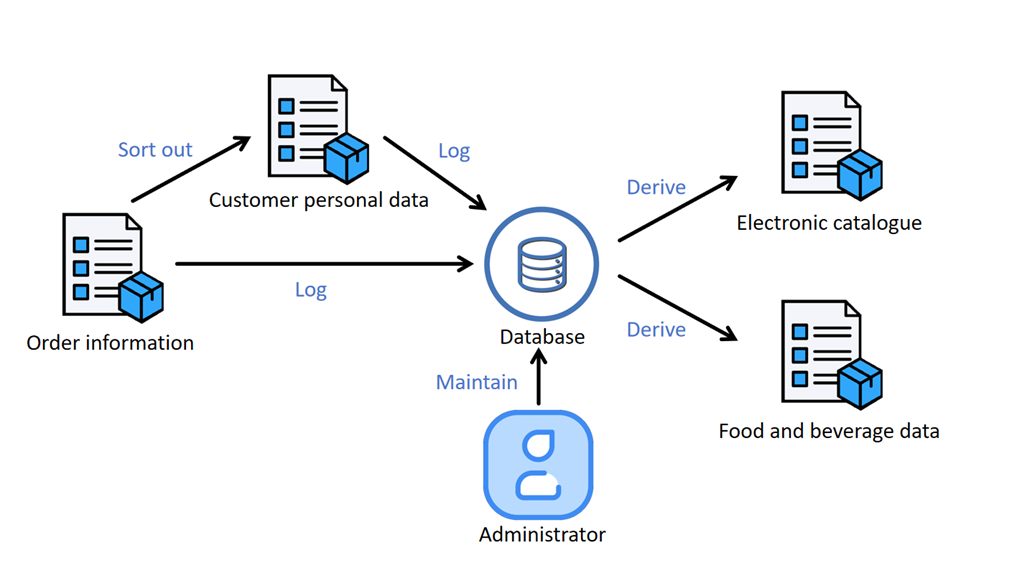 Sort out
Log
Customer personal data
Derive
Electronic catalogue
Log
Order information
Database
Derive
Maintain
Food and beverage data
Administrator